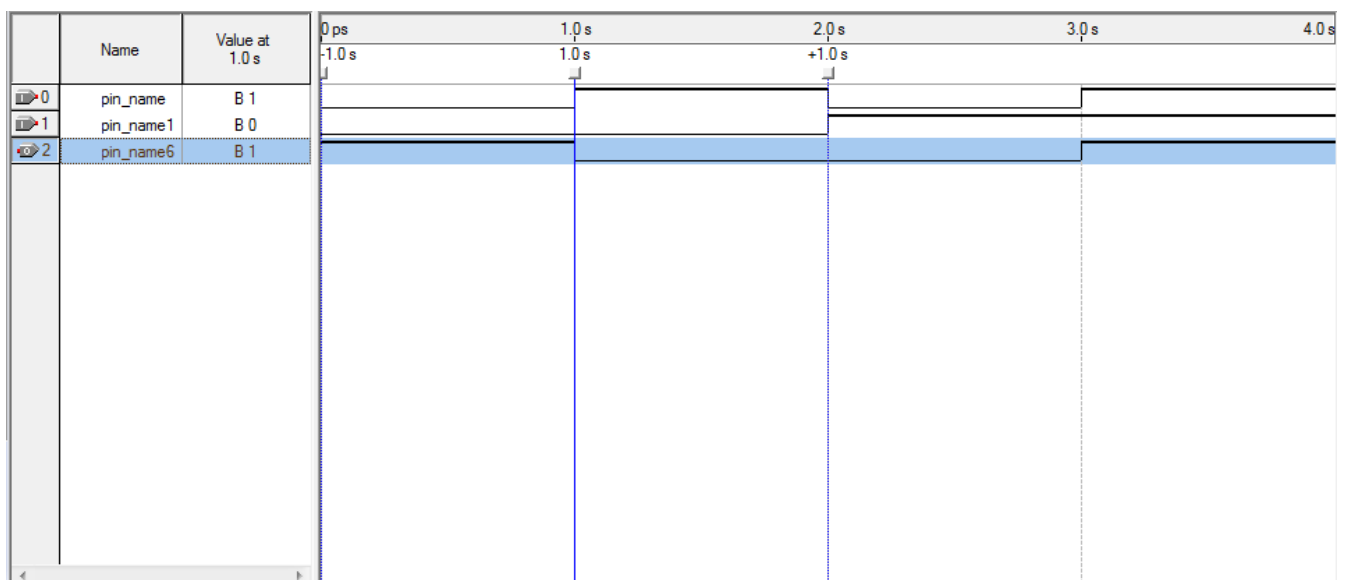 Name
Value at
1.0 s
0 ps 1.0 s 2.0 s 3.0 s 4.0 s
-1.0 s 1.0 s +1.0 s
0 pin_name B 1
1 pin_name1 B 0
2 pin_name6 B 1